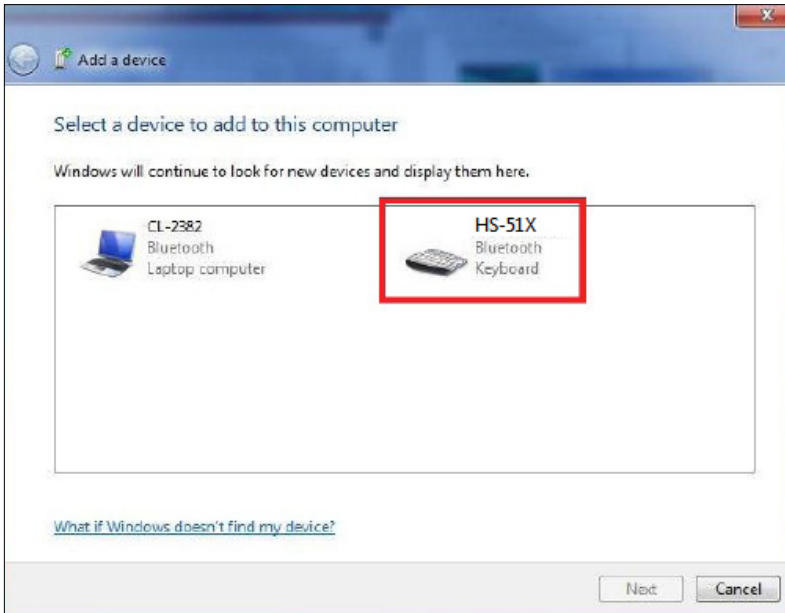 Add a device
Select a device to add to this computer
Windows will continue to look for new devices and display them here.
CL-2382
Bluetooth
Laptop computer
HS-51X
Bluetooth
Keyboard
What if Windows doesn't find my device?
Next
Cancel